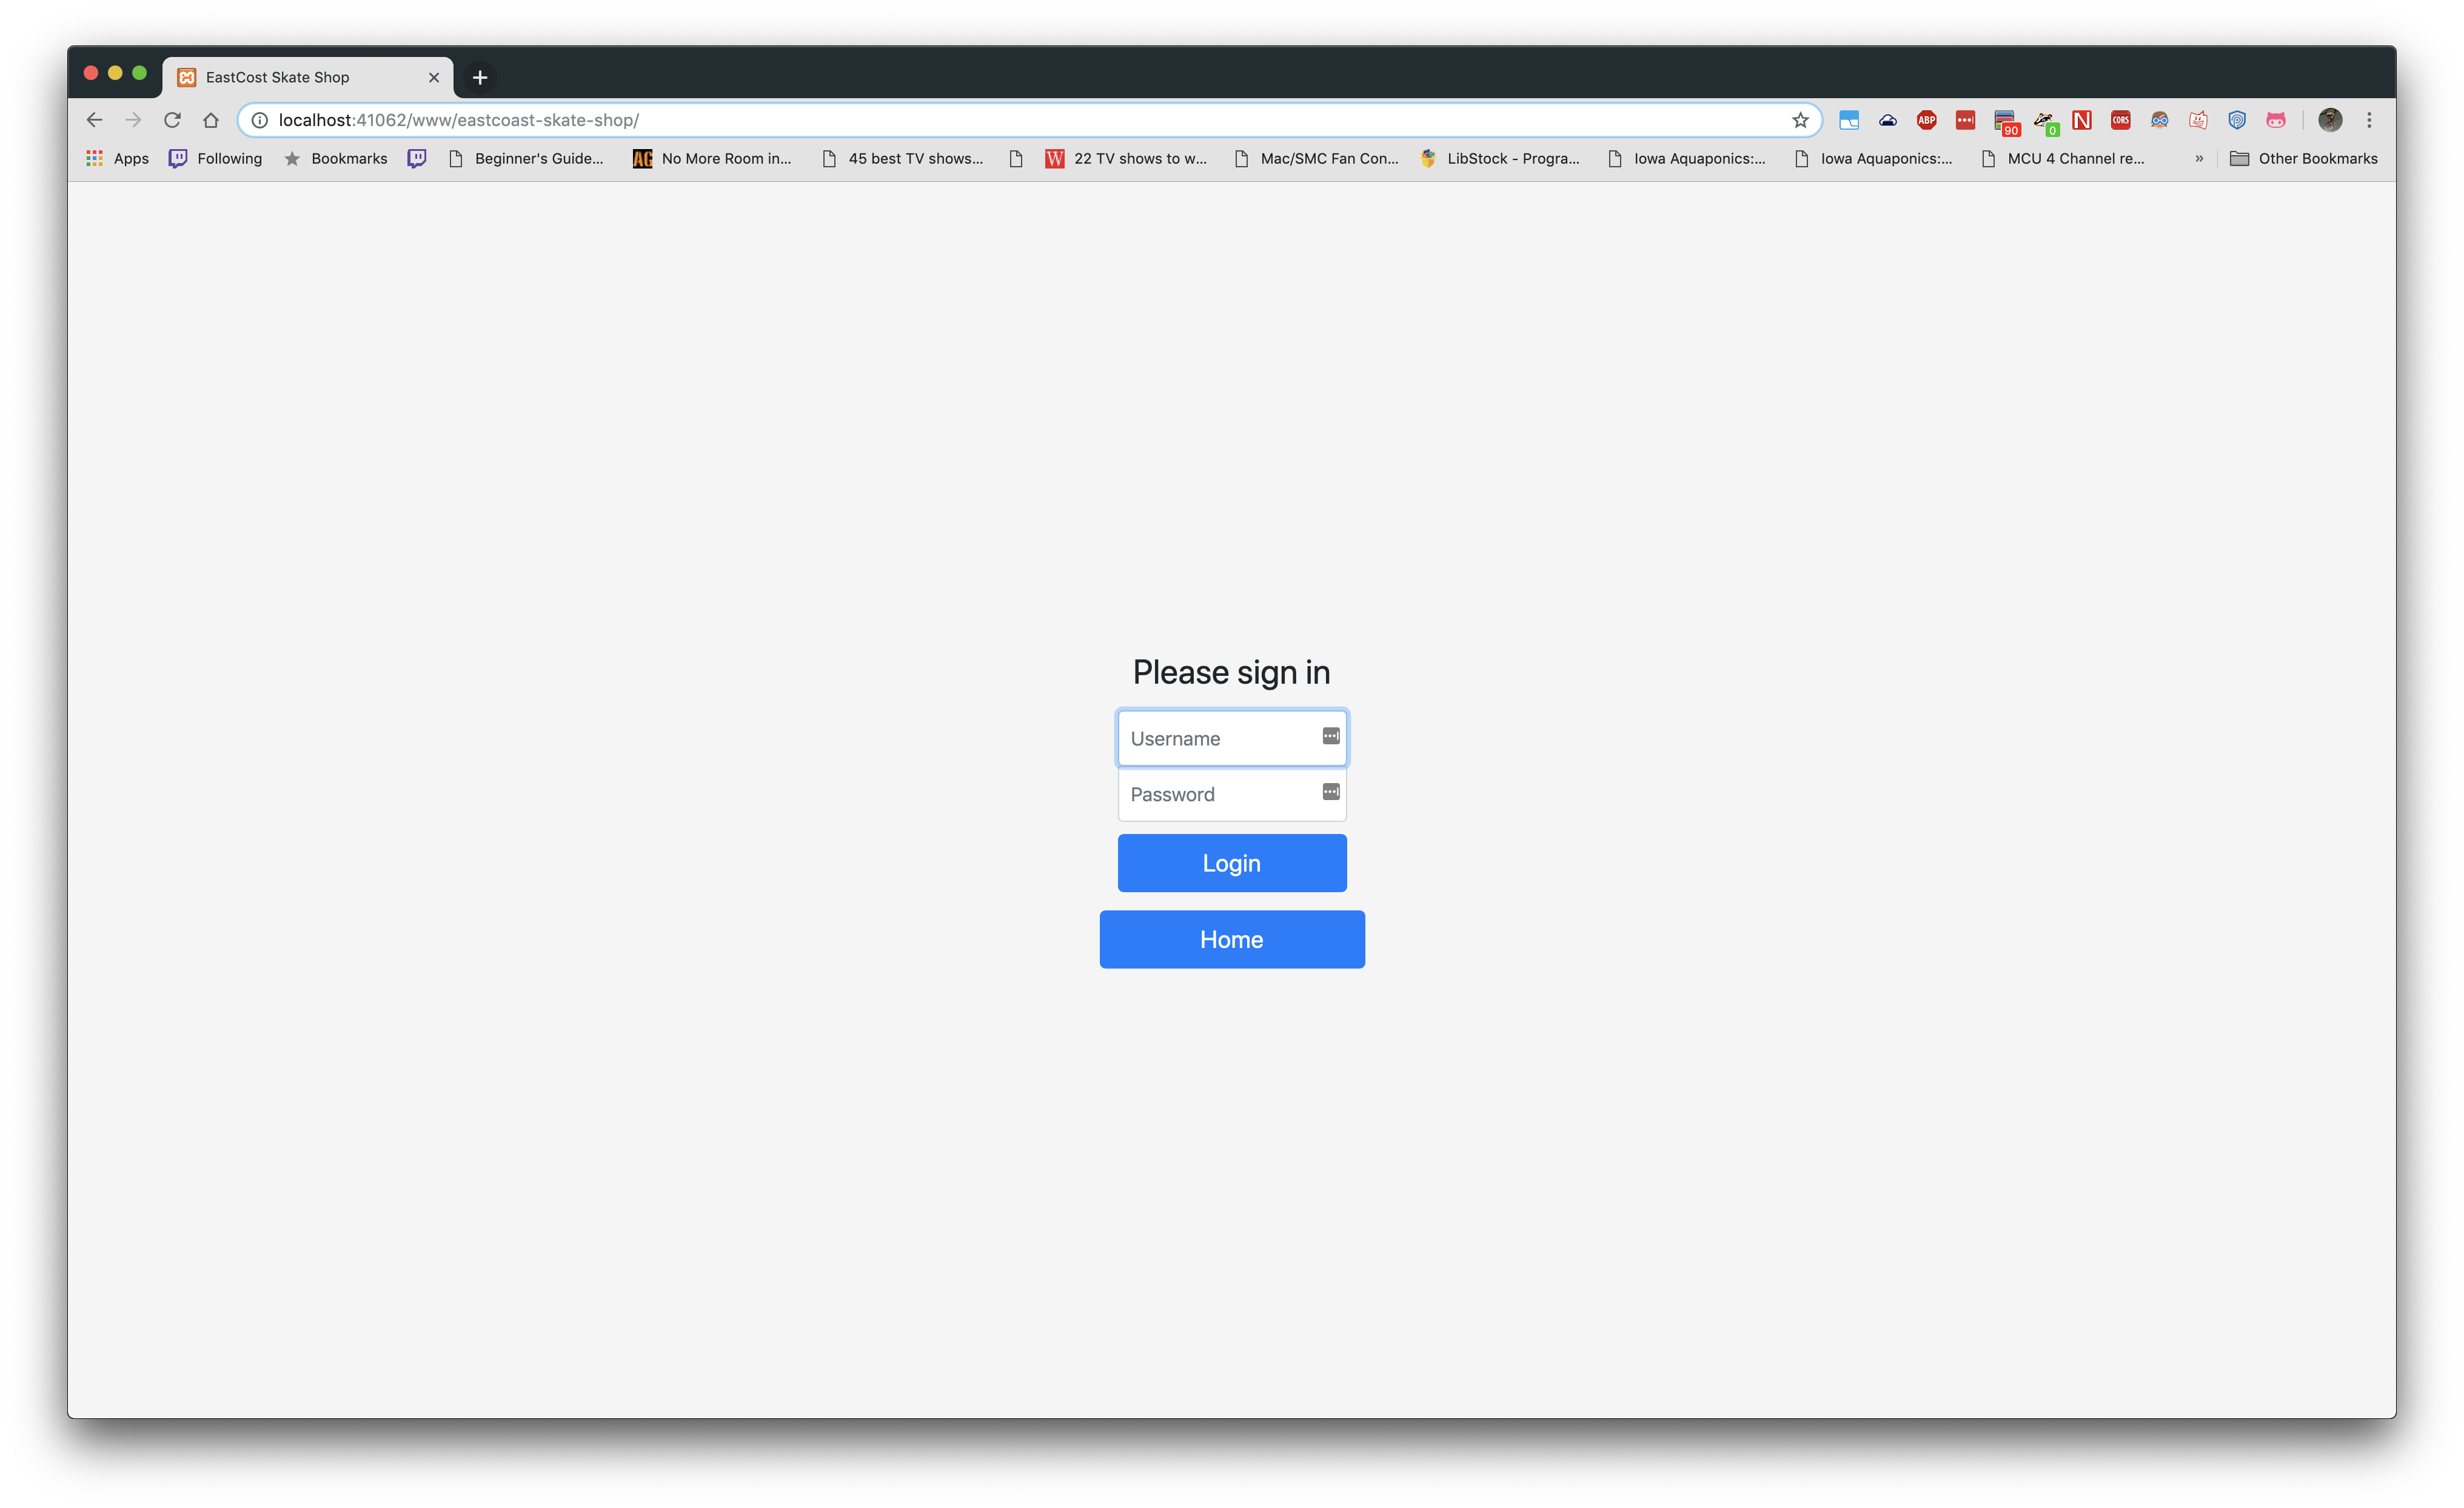 EastCost Skate Shop
localhost:41062/www/eastcoast-skate-shop/
ABP
90
0
N
CORS
Apps
Following
Bookmarks
Beginner's Guide...
AG
No More Room in...
45 best TV shows...
W
22 TV shows to w...
Mac/SMC Fan Con...
LibStock - Progra...
Iowa Aquaponics:...
Iowa Aquaponics:...
MCU 4 Channel re...
»
Other Bookmarks
Please sign in
Username
Password
Login
Home